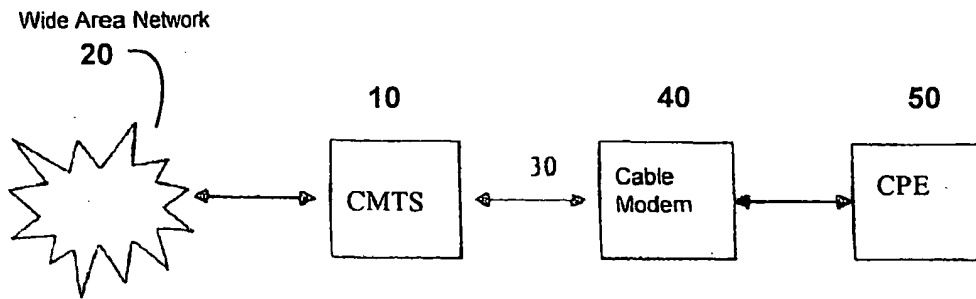 Wide Area Network
20
10
40
50
30
CMTS
Cable
Modem
CPE